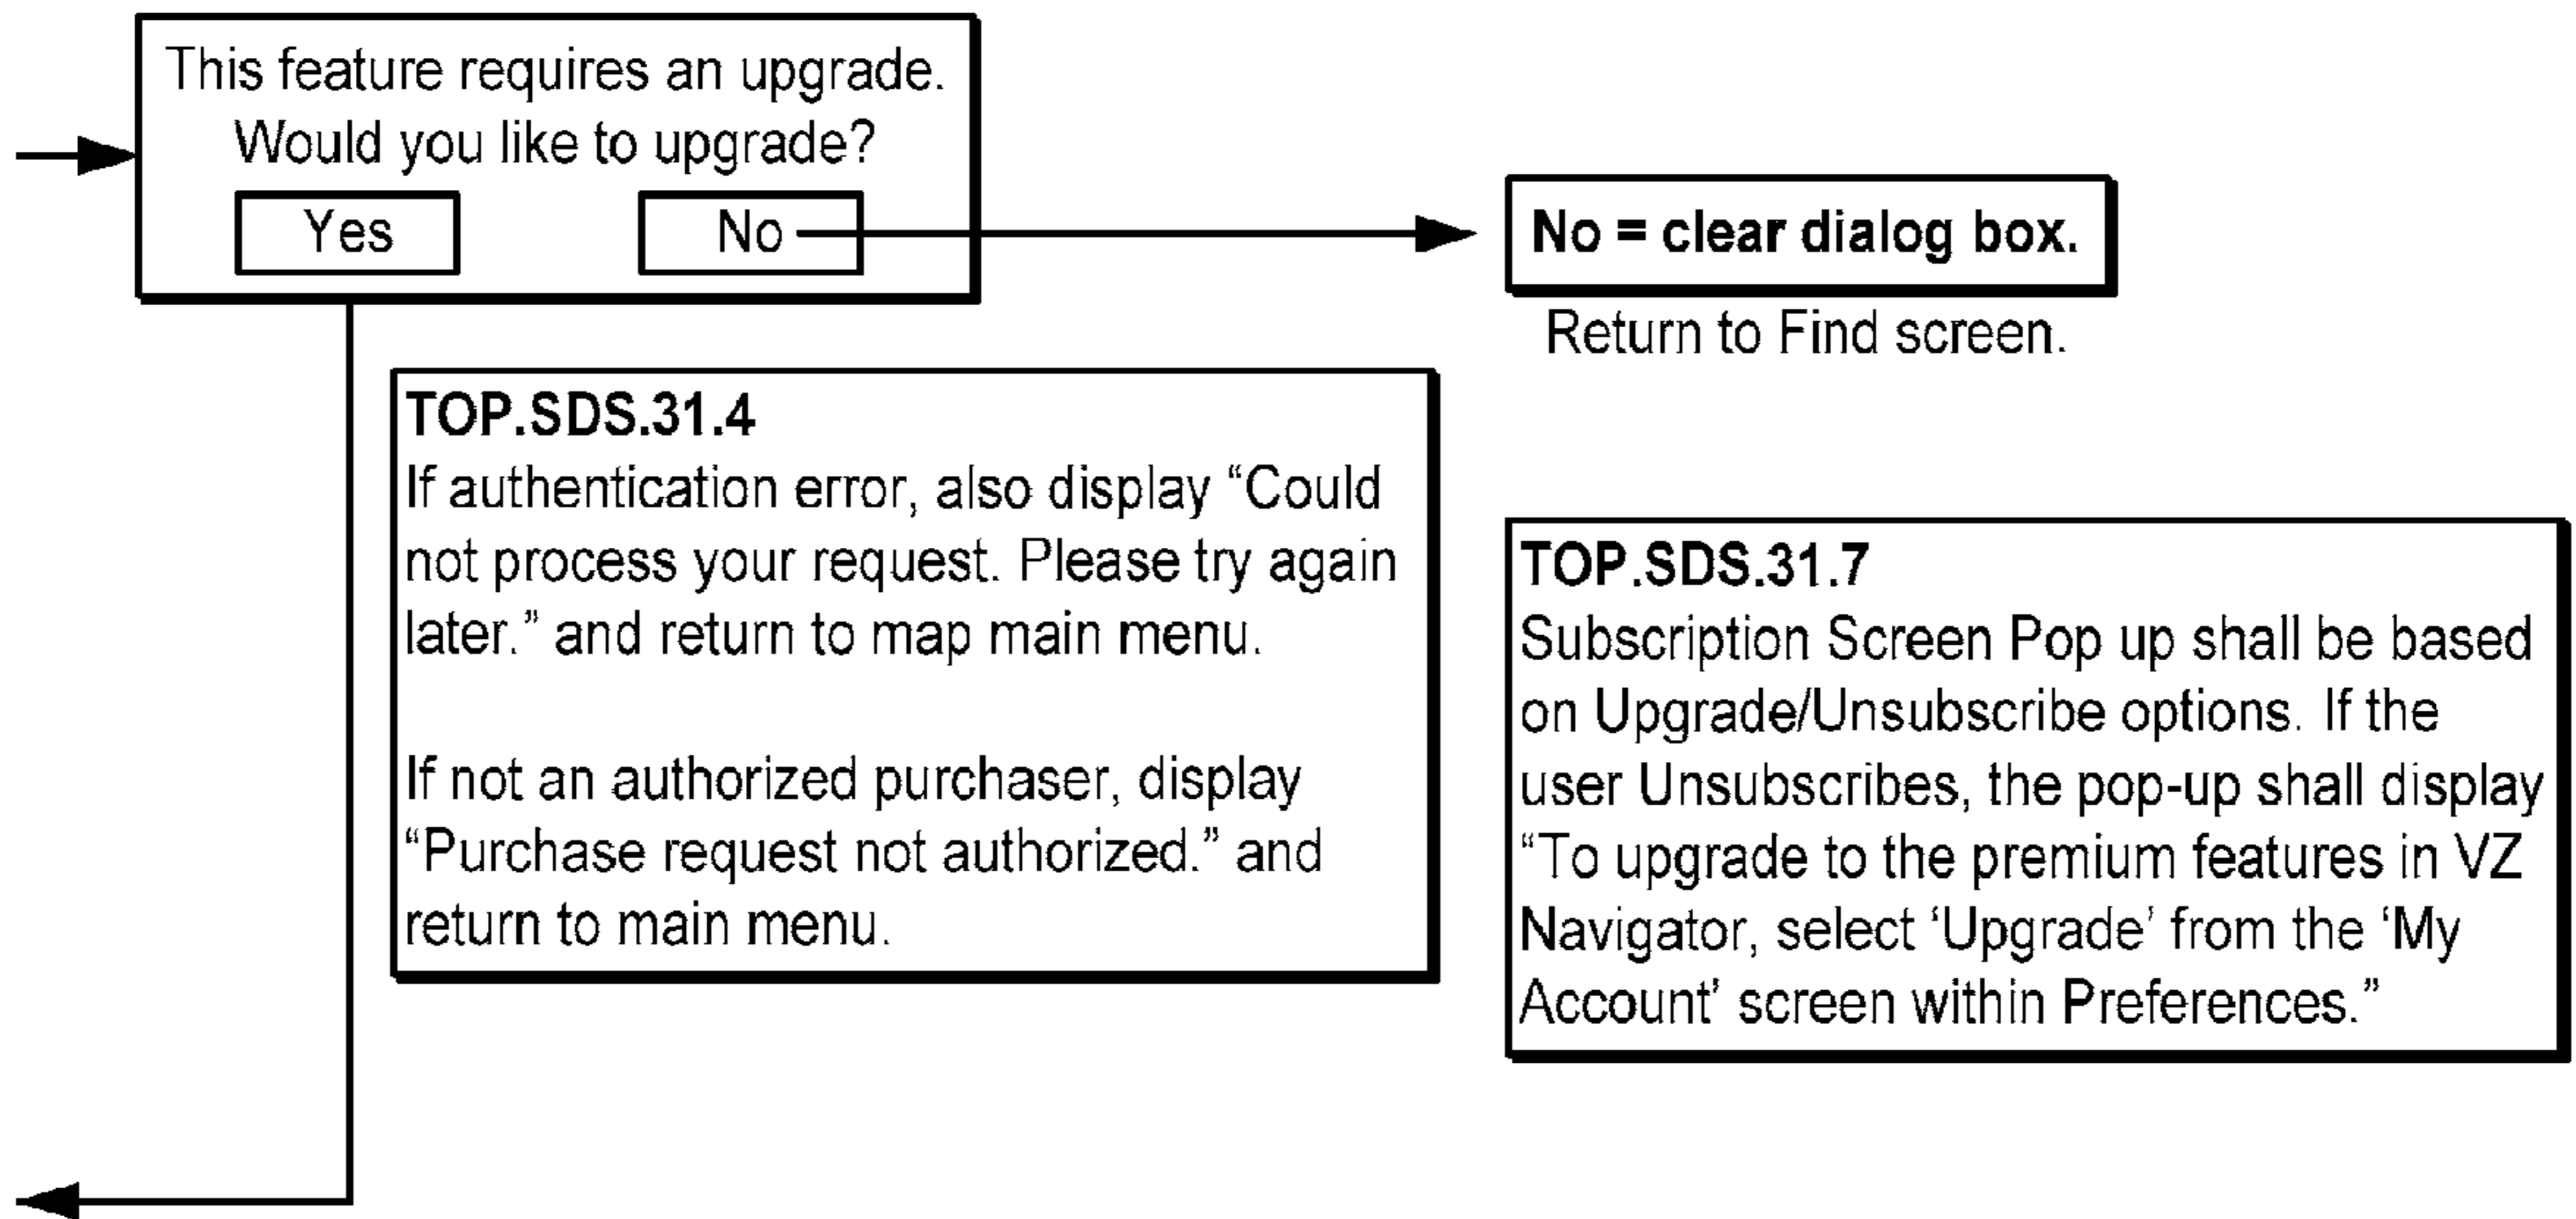 This feature requires an upgrade.
Would you like to upgrade?
Yes
No
No = clear dialog box.
Return to Find screen.
TOP.SDS.31.4
If authentication error, also display “Could
not process your request. Please try again
later.” and return to map main menu.
If not an authorized purchaser, display
“Purchase request not authorized.” and
return to main menu.
TOP.SDS.31.7
Subscription Screen Pop up shall be based
on Upgrade/Unsubscribe options. If the
user Unsubscribes, the pop-up shall display
“To upgrade to the premium features in VZ
Navigator, select ‘Upgrade’ from the ‘My
Account’ screen within Preferences.”